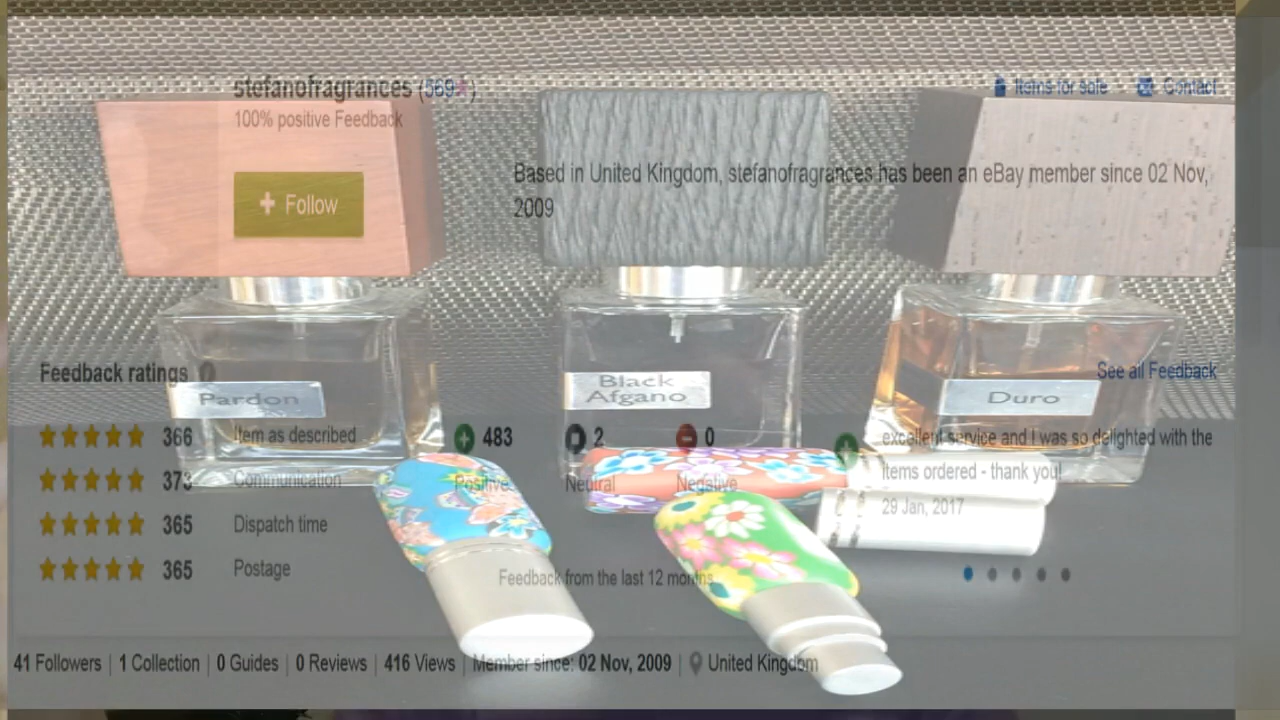 stefanofragrances (569)
100% positive Feedback
Items for sale
Contact
+ Follow
Based in United Kingdom, stefanofragrances has been an eBay member since 02 Nov,
2009
Feedback ratings
See all Feedback
Pardon
Black
Afgano
Duro
366 Item as described
373 Communication
365 Dispatch time
365 Postage
483
Positive
2
Neutral
0
Negative
Feedback from the last 12 months
excellent service and I was so delighted with the
items ordered - thank you!
29 Jan, 2017
41 Followers | 1 Collection | 0 Guides | 0 Reviews | 416 Views | Member since: 02 Nov, 2009 | United Kingdom